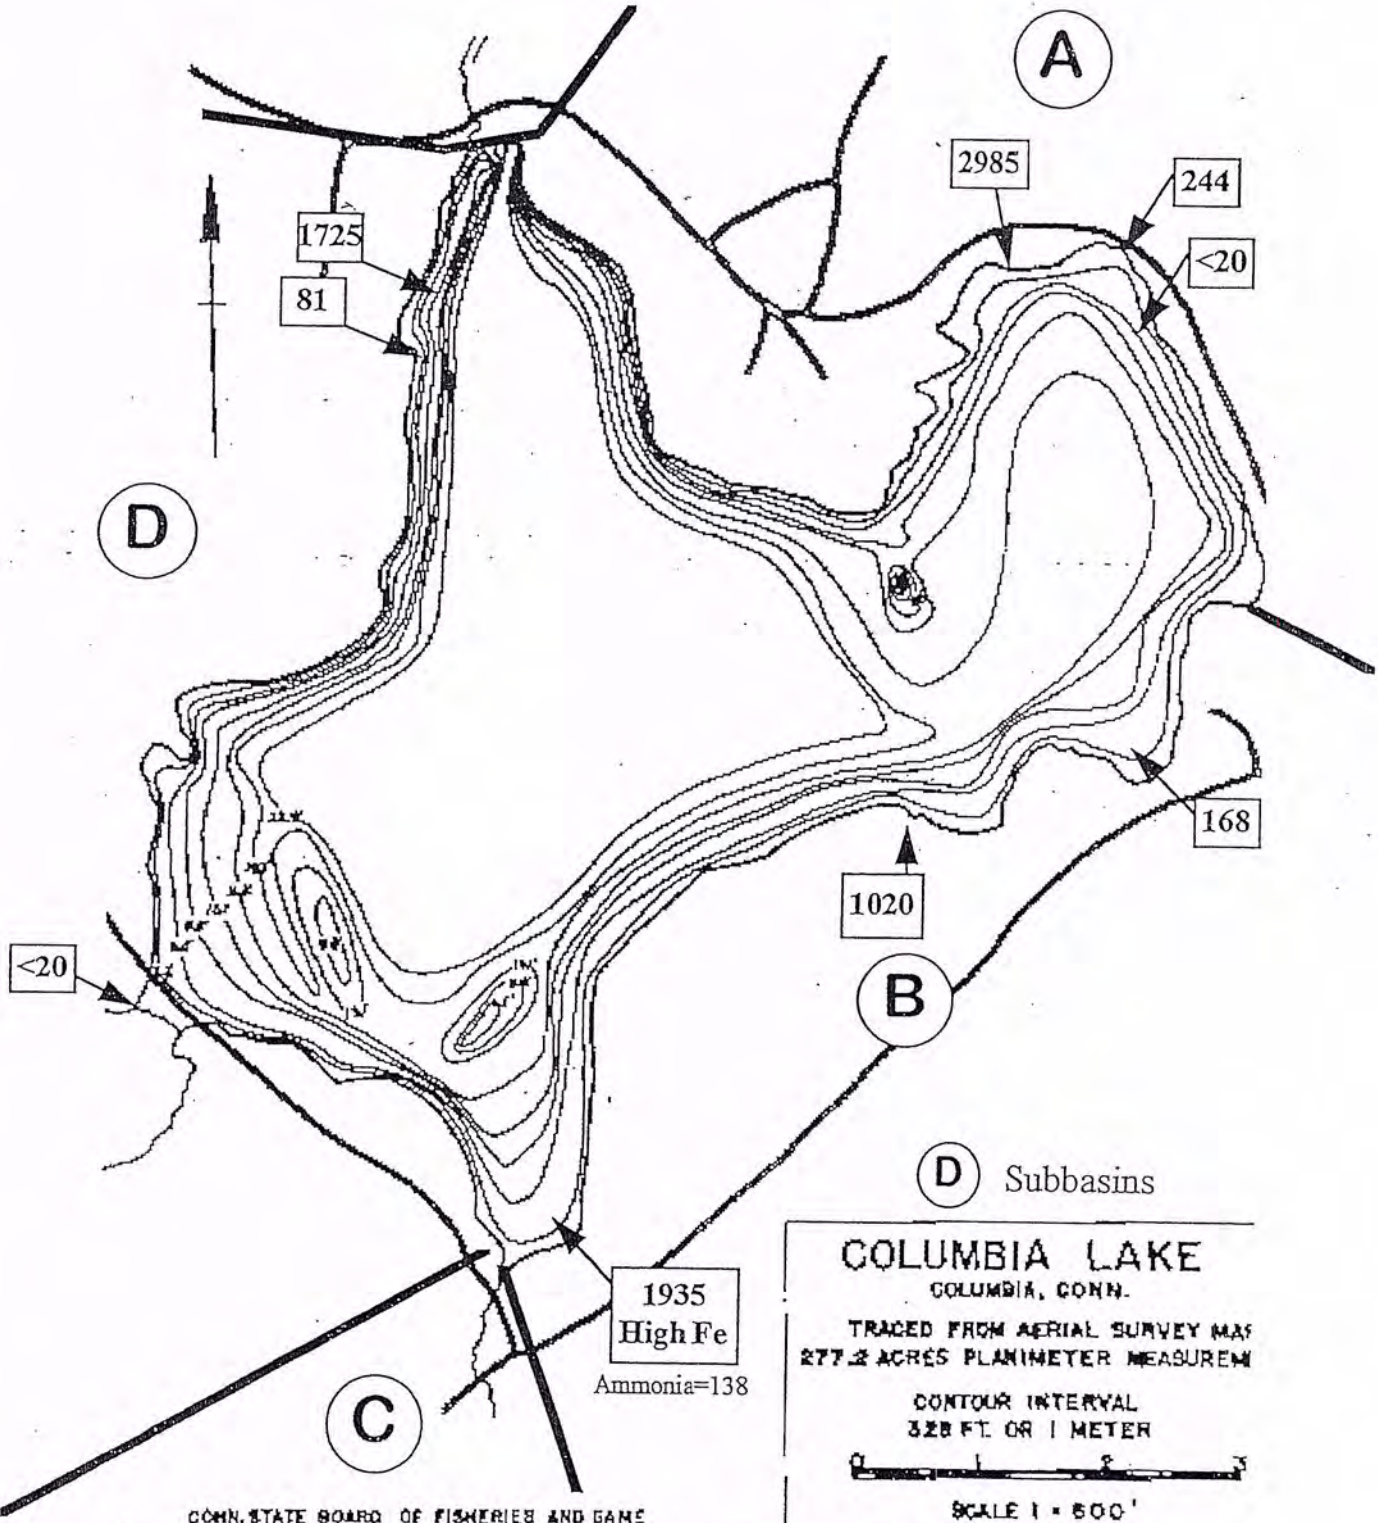 A
2985
244
1725
<20
81
D
168
1020
<20
B
D Subbasins
COLUMBIA LAKE
COLUMBIA, CONN.
1935
High Fe
TRACED FROM AERIAL SURVEY MAP
277.2 ACRES PLANIMETER MEASUREM
Ammonia=138
CONTOUR INTERVAL
3.28 FT. OR 1 METER
C
0 1 2 3
SCALE 1 = 600'
CONN. STATE BOARD OF FISHERIES AND GAME